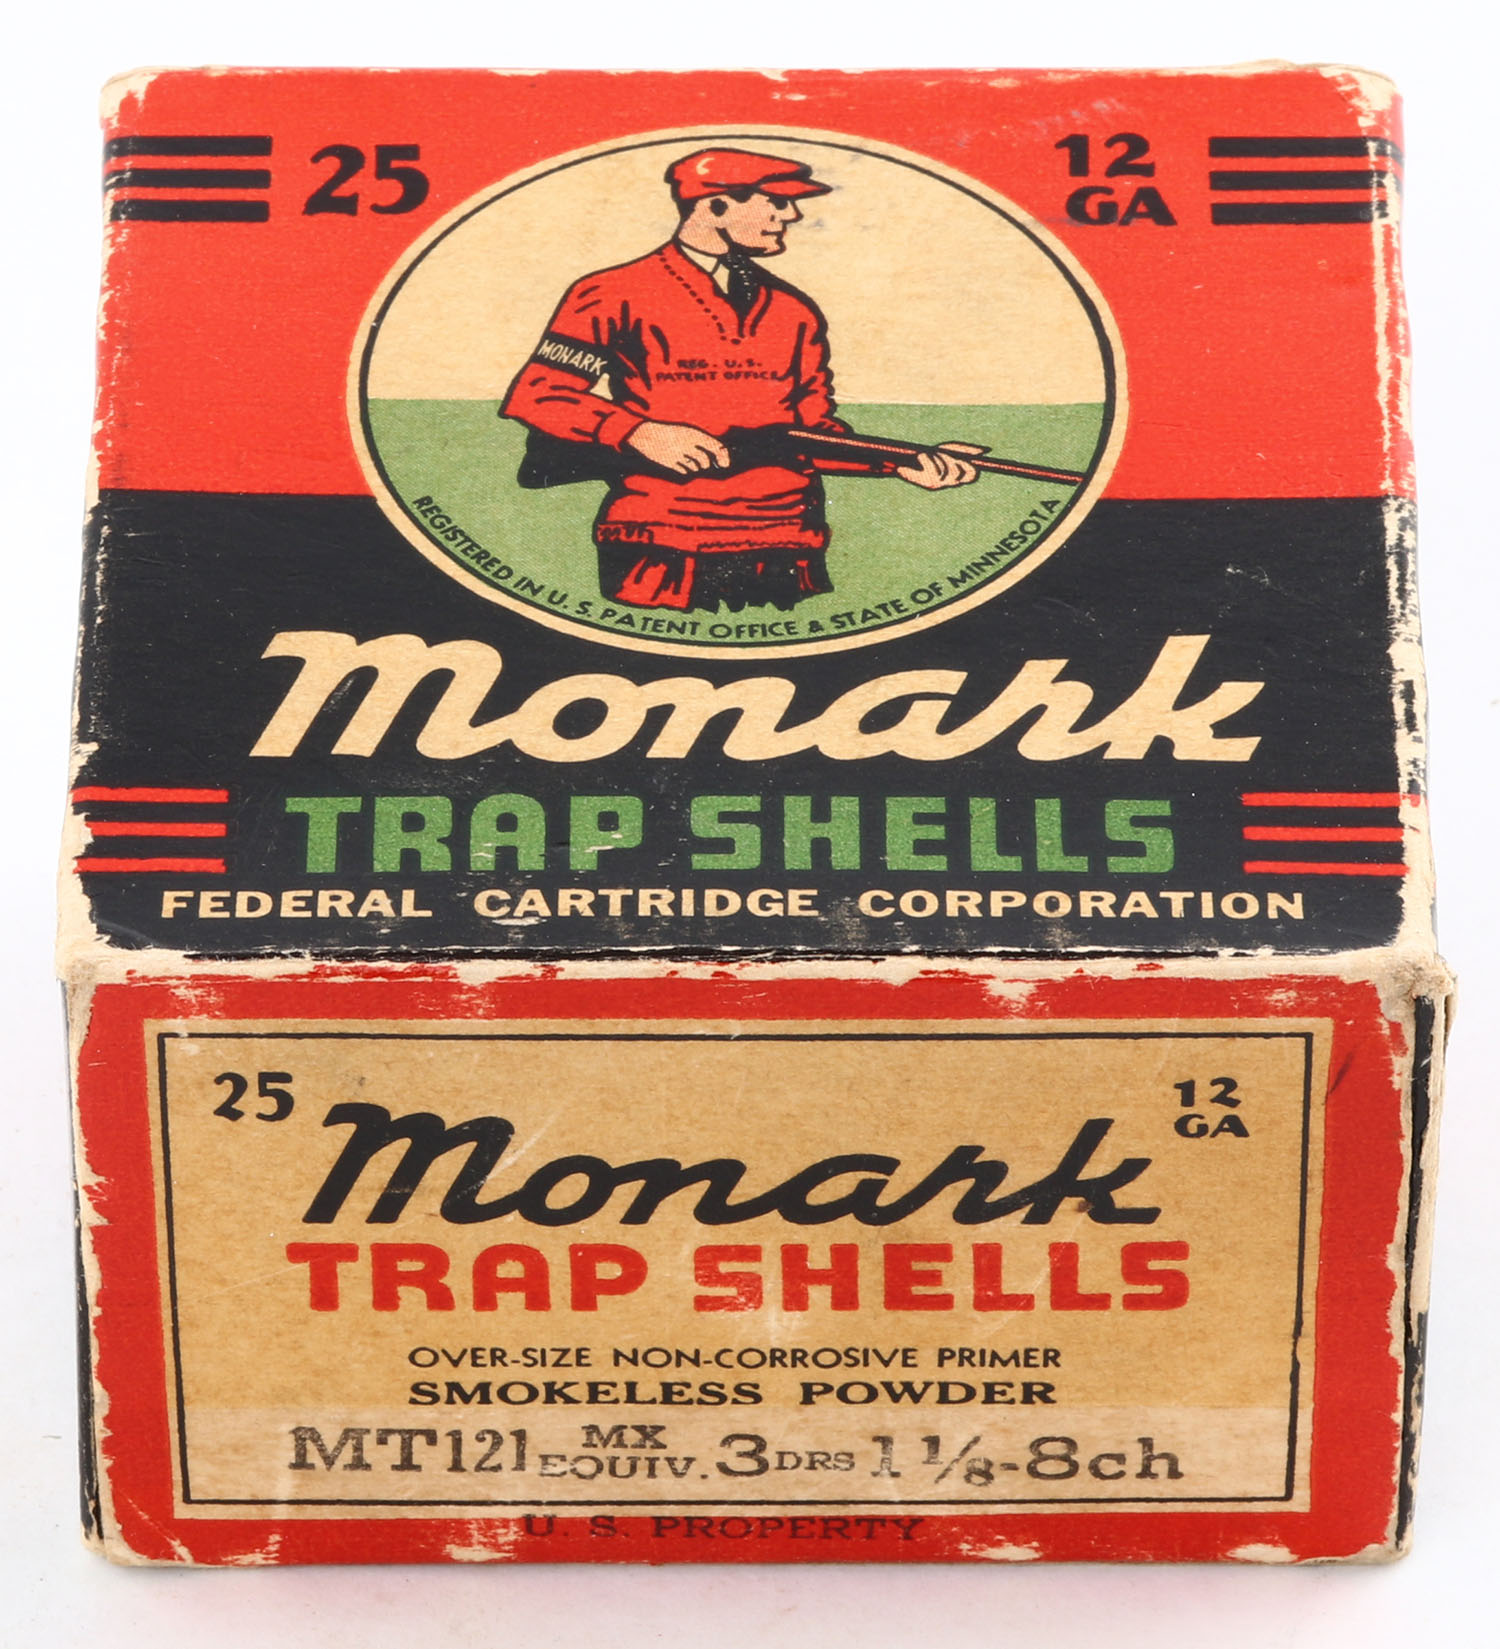 25
12
GA
MONARK
REG. U.S.
PATENT OFFICE
REGISTERED IN U. S. PATENT OFFICE & STATE OF MINNESOTA
Monark
TRAP SHELLS
FEDERAL CARTRIDGE CORPORATION
25
12
GA
Monark
TRAP SHELLS
OVER-SIZE NON-CORROSIVE PRIMER
SMOKELESS POWDER
MT121 MX EQUIV. 3 DRS 1 1/8-8ch
U. S. PROPERTY